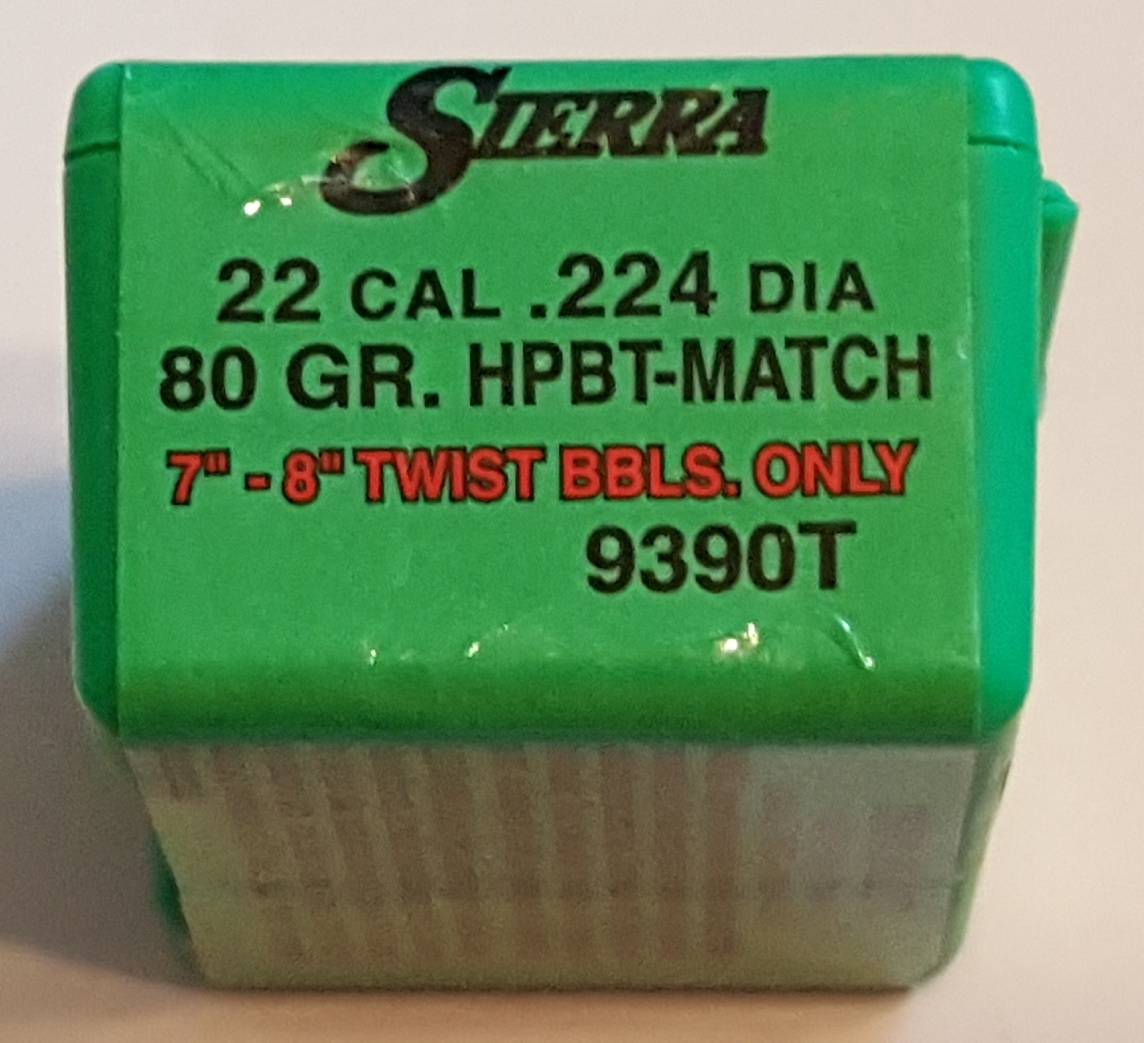 SIERRA
22 CAL .224 DIA
80 GR. HPBT-MATCH
7" - 8" TWIST BBLS. ONLY
9390T